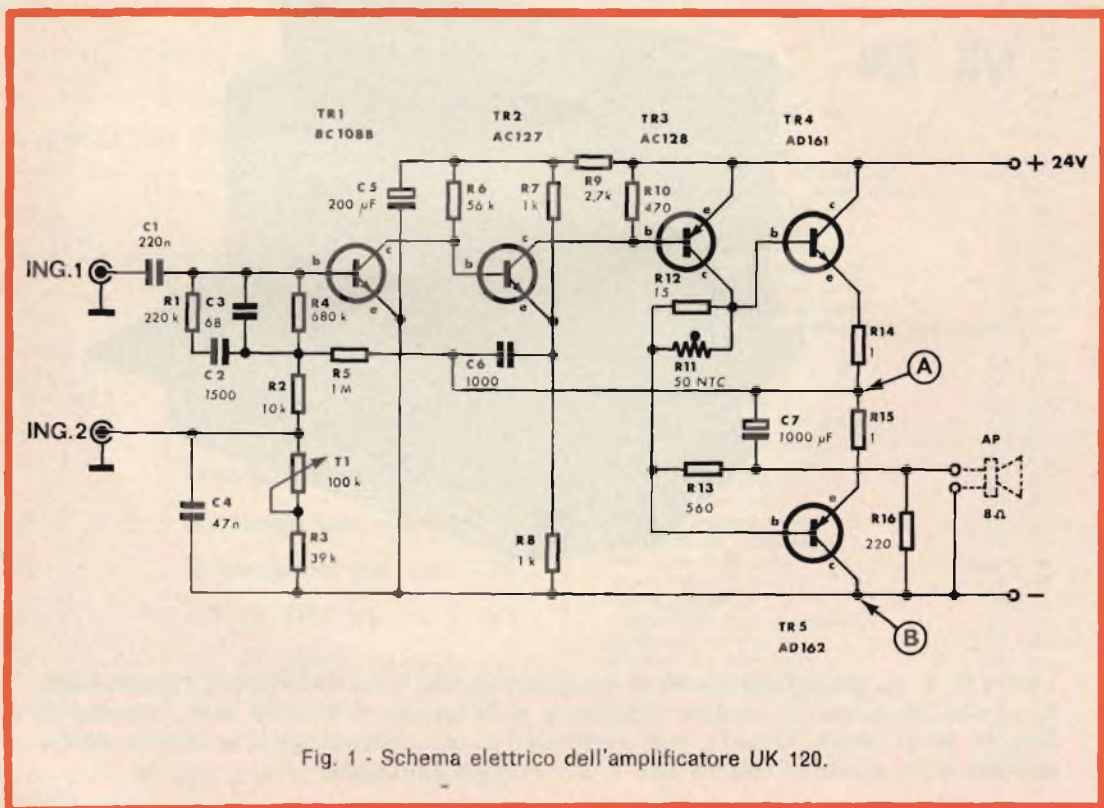 TR1
BC108B
TR2
AC127
TR3
AC128
TR4
AD161
+ 24V
C5
200 µF
R6
56 k
R7
1k
R9
2,7k
R10
470
C1
220n
ING.1
b
c
e
b
c
e
b
e
c
b
c
e
R1
220 k
C3
68
R4
680 k
R12
15
R11
50 NTC
R14
1
A
C2
1500
R5
1 M
C6
1000
R2
10 k
R15
1
C7
1000 µF
ING.2
T1
100 k
R13
560
AP
8 Ω
C4
47n
R3
39 k
R8
1 k
b
e
c
R16
220
–
TR5
AD162
B
Fig. 1 - Schema elettrico dell'amplificatore UK 120.